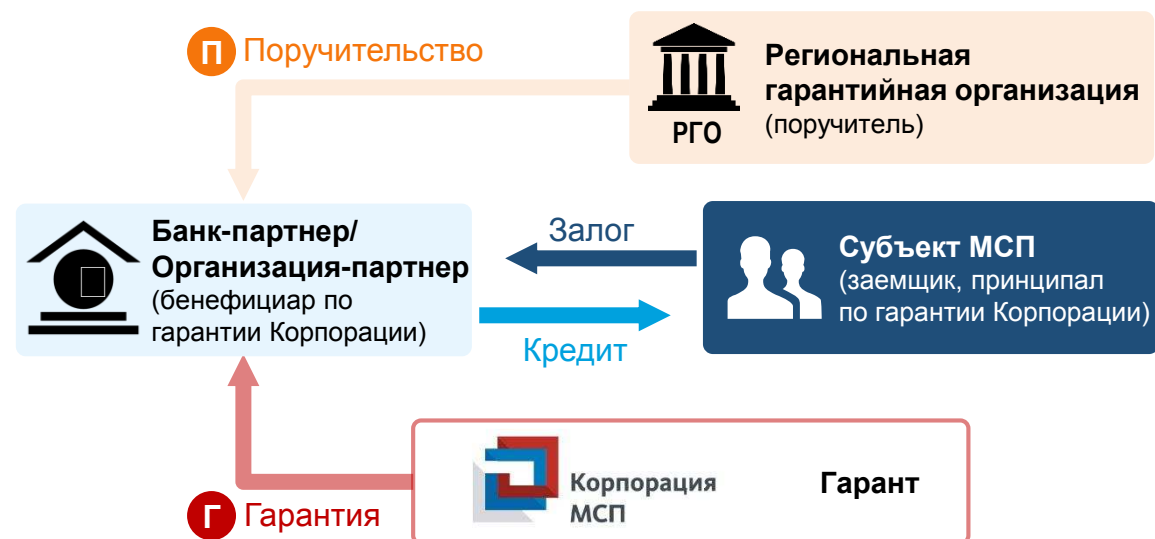 П Поручительство
Региональная
гарантийная организация
(поручитель)
РГО
Банк-партнер/
Организация-партнер
(бенефициар по
гарантии Корпорации)
Залог
Кредит
Субъект МСП
(заемщик, принципал
по гарантии Корпорации)
Г Гарантия
Корпорация
МСП
Гарант